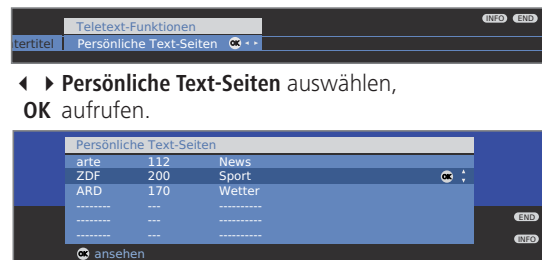 Teletext-Funktionen INFO END
tertitel Persönliche Text-Seiten OK
Persönliche Text-Seiten auswählen,
OK aufrufen.
Persönliche Text-Seiten
arte 112 News
ZDF 200 Sport OK
ARD 170 Wetter
-------- --- ----------
-------- --- ----------
END
-------- --- ----------
INFO
OK ansehen